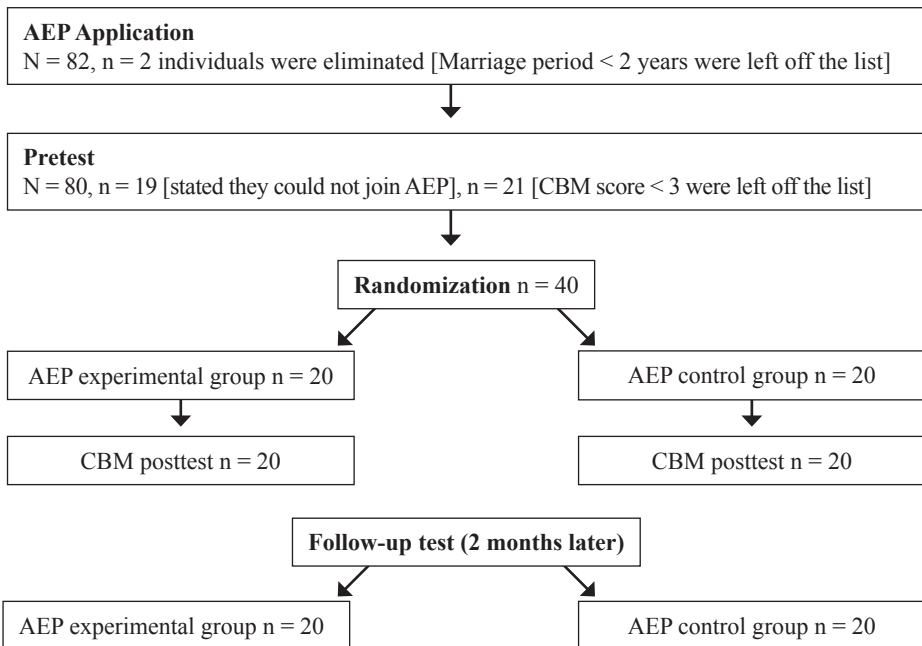 AEP Application
N = 82, n = 2 individuals were eliminated [Marriage period < 2 years were left off the list]
Pretest
N = 80, n = 19 [stated they could not join AEP], n = 21 [CBM score < 3 were left off the list]
Randomization n = 40
AEP experimental group n = 20
AEP control group n = 20
CBM posttest n = 20
CBM posttest n = 20
Follow-up test (2 months later)
AEP experimental group n = 20
AEP control group n = 20